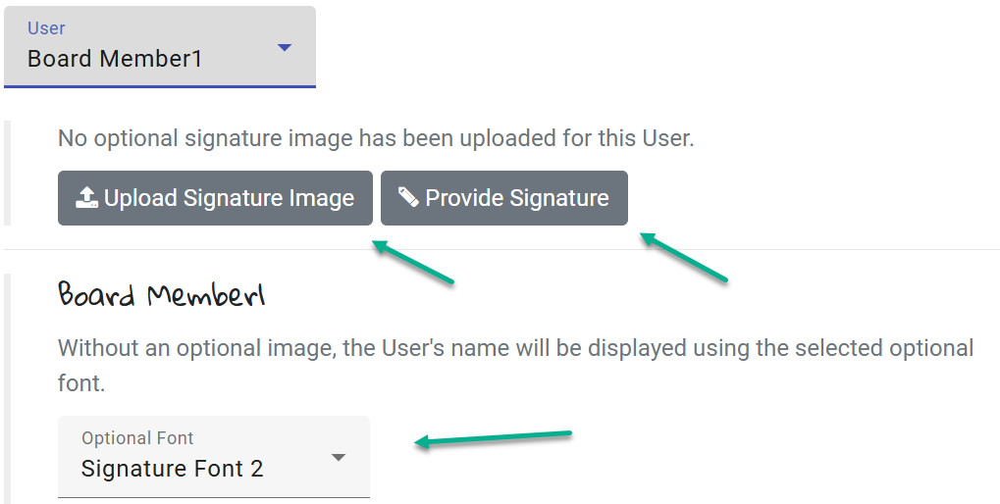 User
Board Member1
No optional signature image has been uploaded for this User.
Upload Signature Image
Provide Signature
Board Member1
Without an optional image, the User's name will be displayed using the selected optional
font.
Optional Font
Signature Font 2